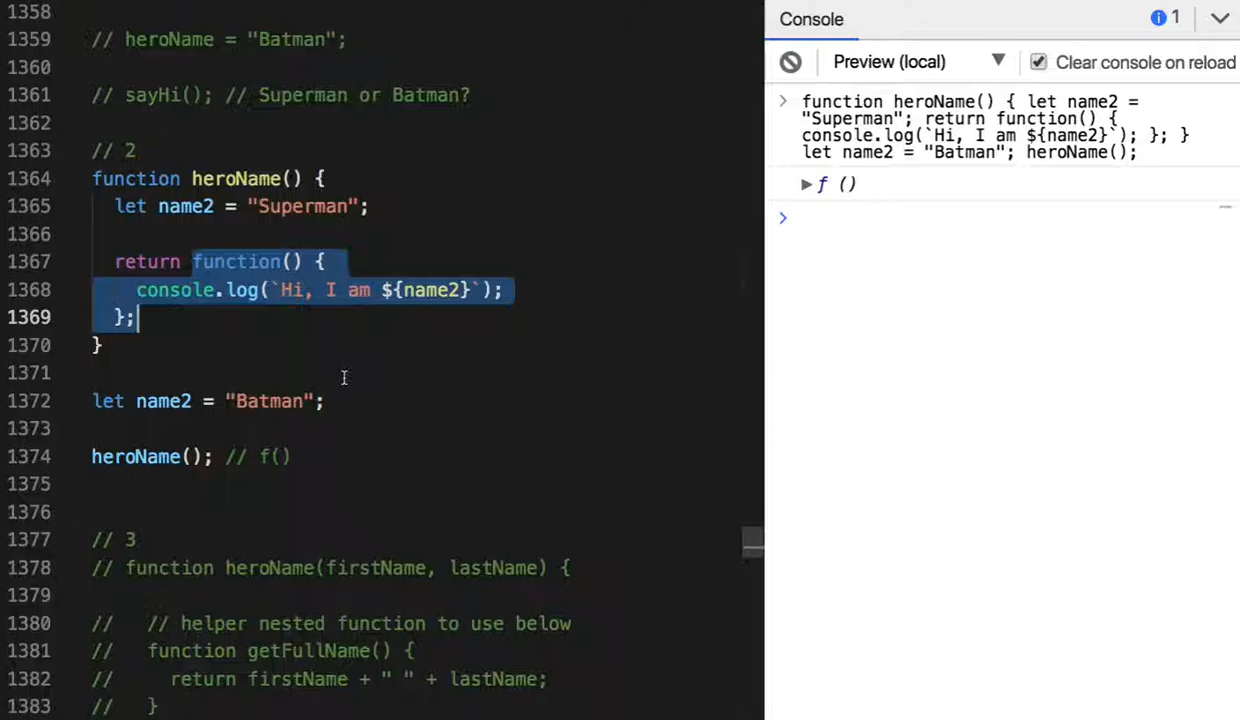 1358
1359 // heroName = "Batman";
1360
1361 // sayHi(); // Superman or Batman?
1362
1363 // 2
1364 function heroName() {
1365 let name2 = "Superman";
1366
1367 return function() {
1368 console.log(`Hi, I am ${name2}`);
1369 };
1370 }
1371
1372 let name2 = "Batman";
1373
1374 heroName(); // f()
1375
1376
1377 // 3
1378 // function heroName(firstName, lastName) {
1379
1380 // // helper nested function to use below
1381 // function getFullName() {
1382 // return firstName + " " + lastName;
1383 // }
Console
1
Preview (local)
Clear console on reload
function heroName() { let name2 =
"Superman"; return function() {
console.log(`Hi, I am ${name2}`); }; }
let name2 = "Batman"; heroName();
ƒ ()